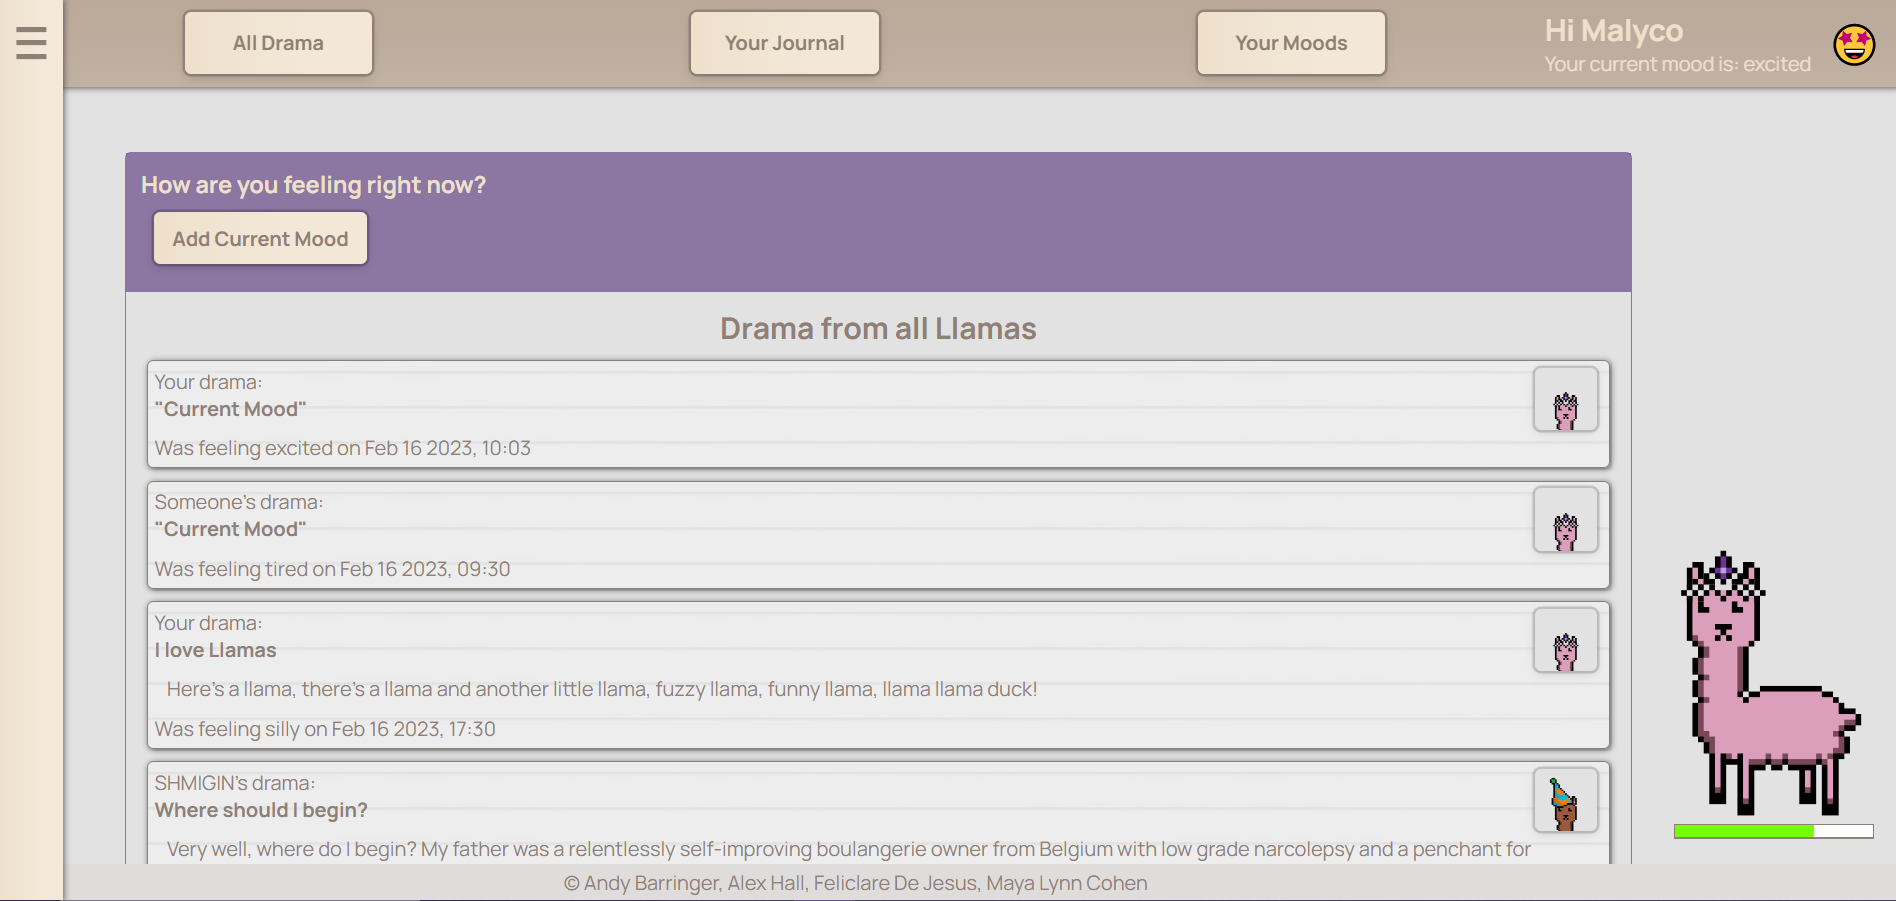 All Drama
Your Journal
Your Moods
Hi Malyco
Your current mood is: excited
How are you feeling right now?
Add Current Mood
Drama from all Llamas
Your drama:
"Current Mood"
Was feeling excited on Feb 16 2023, 10:03
Someone's drama:
"Current Mood"
Was feeling tired on Feb 16 2023, 09:30
Your drama:
I love Llamas
Here's a llama, there's a llama and another little llama, fuzzy llama, funny llama, llama llama duck!
Was feeling silly on Feb 16 2023, 17:30
SHMIGIN's drama:
Where should I begin?
Very well, where do I begin? My father was a relentlessly self-improving boulangerie owner from Belgium with low grade narcolepsy and a penchant for
© Andy Barringer, Alex Hall, Feliclare De Jesus, Maya Lynn Cohen